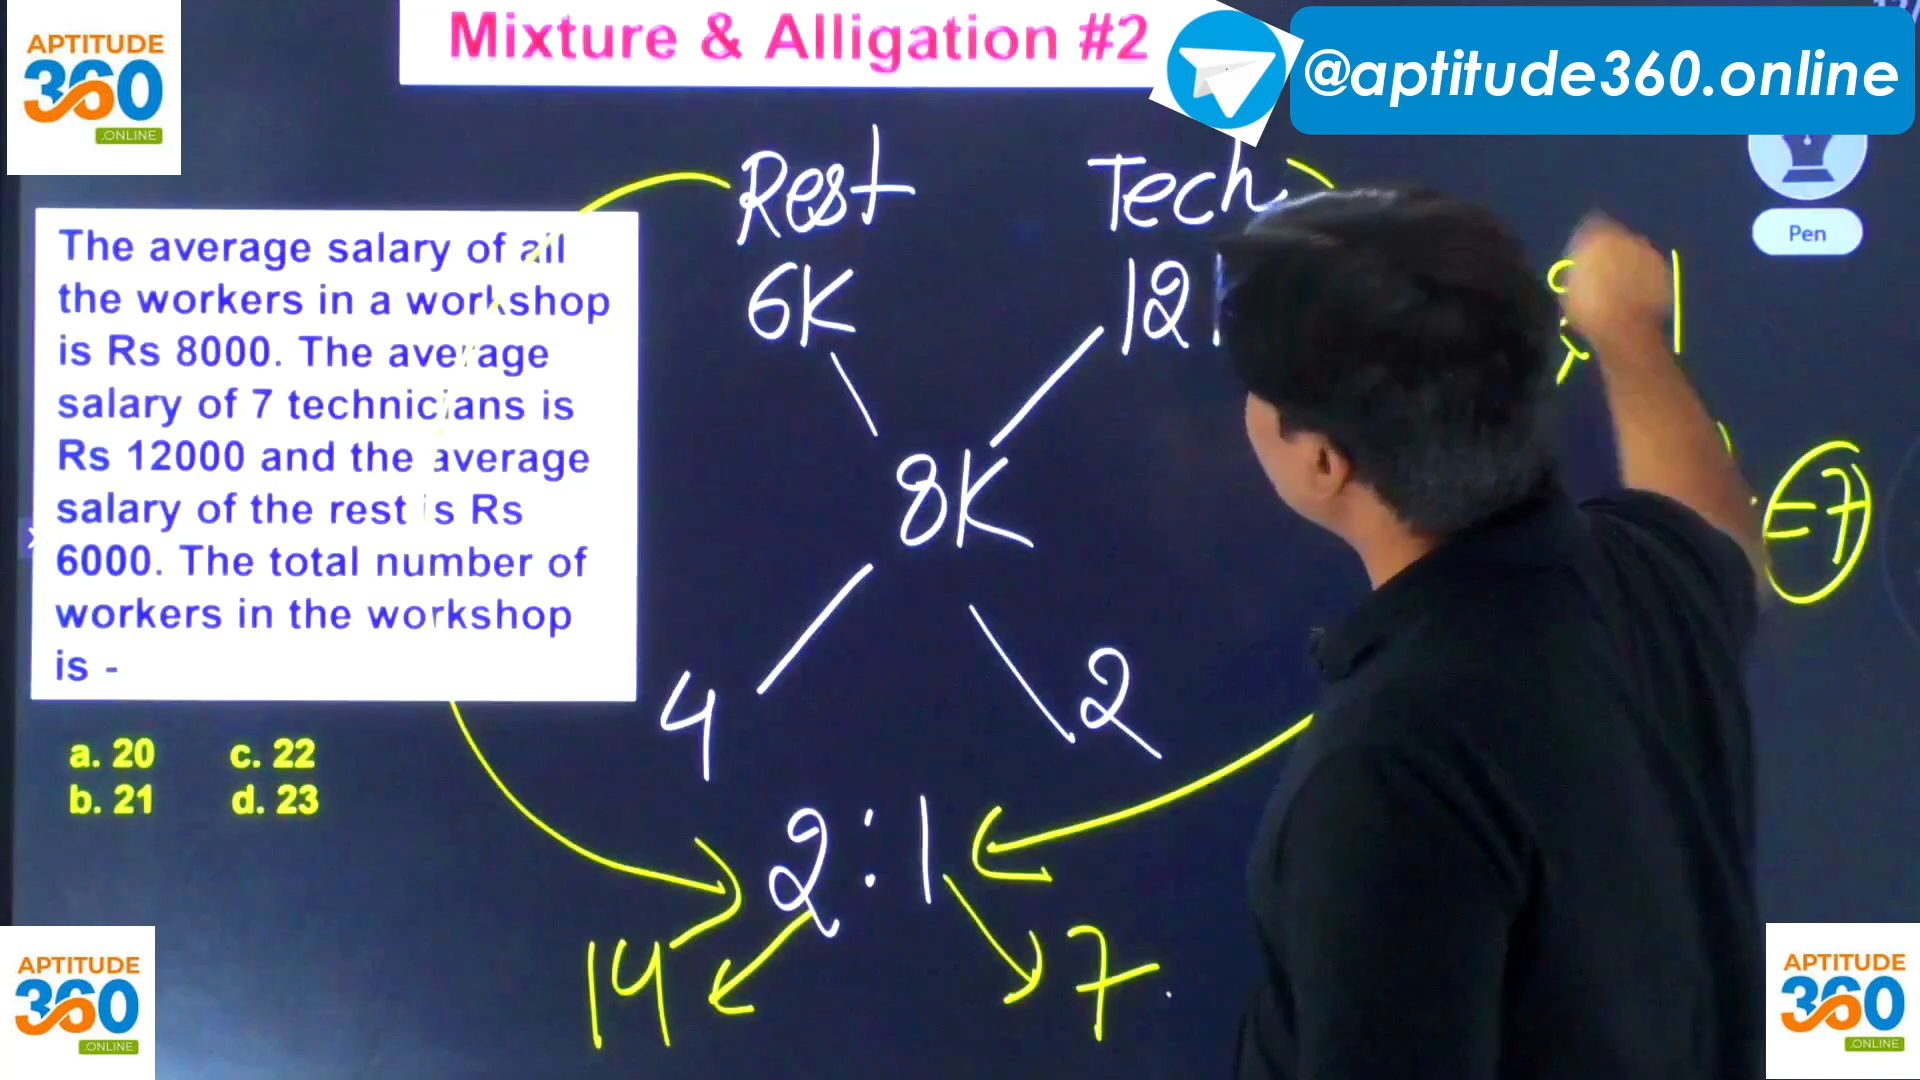 Mixture & Alligation #2
@aptitude360.online
APTITUDE
360
.ONLINE
Pen
The average salary of all
the workers in a workshop
is Rs 8000. The average
salary of 7 technicians is
Rs 12000 and the average
salary of the rest is Rs
6000. The total number of
workers in the workshop
is -
a. 20 c. 22
b. 21 d. 23
Rest Tech
6K 12
8K
4 2
2 : 1
14 7
1
=7
APTITUDE
360
.ONLINE
APTITUDE
360
.ONLINE